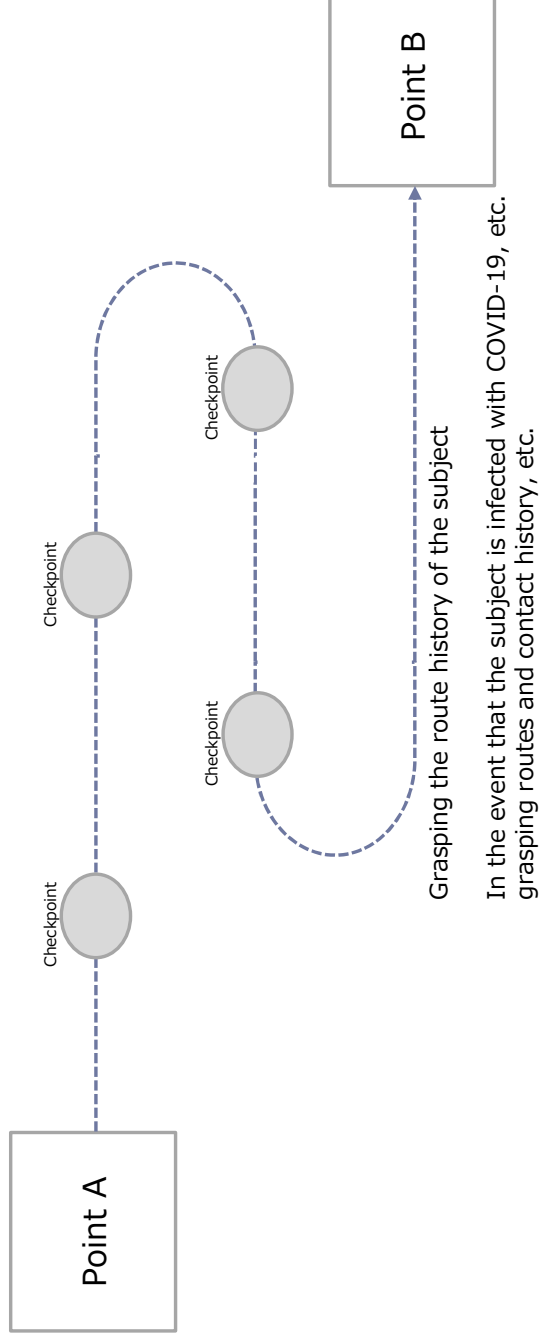 Point A
Checkpoint
Checkpoint
Checkpoint
Checkpoint
Point B
Grasping the route history of the subject
In the event that the subject is infected with COVID-19, etc.
grasping routes and contact history, etc.